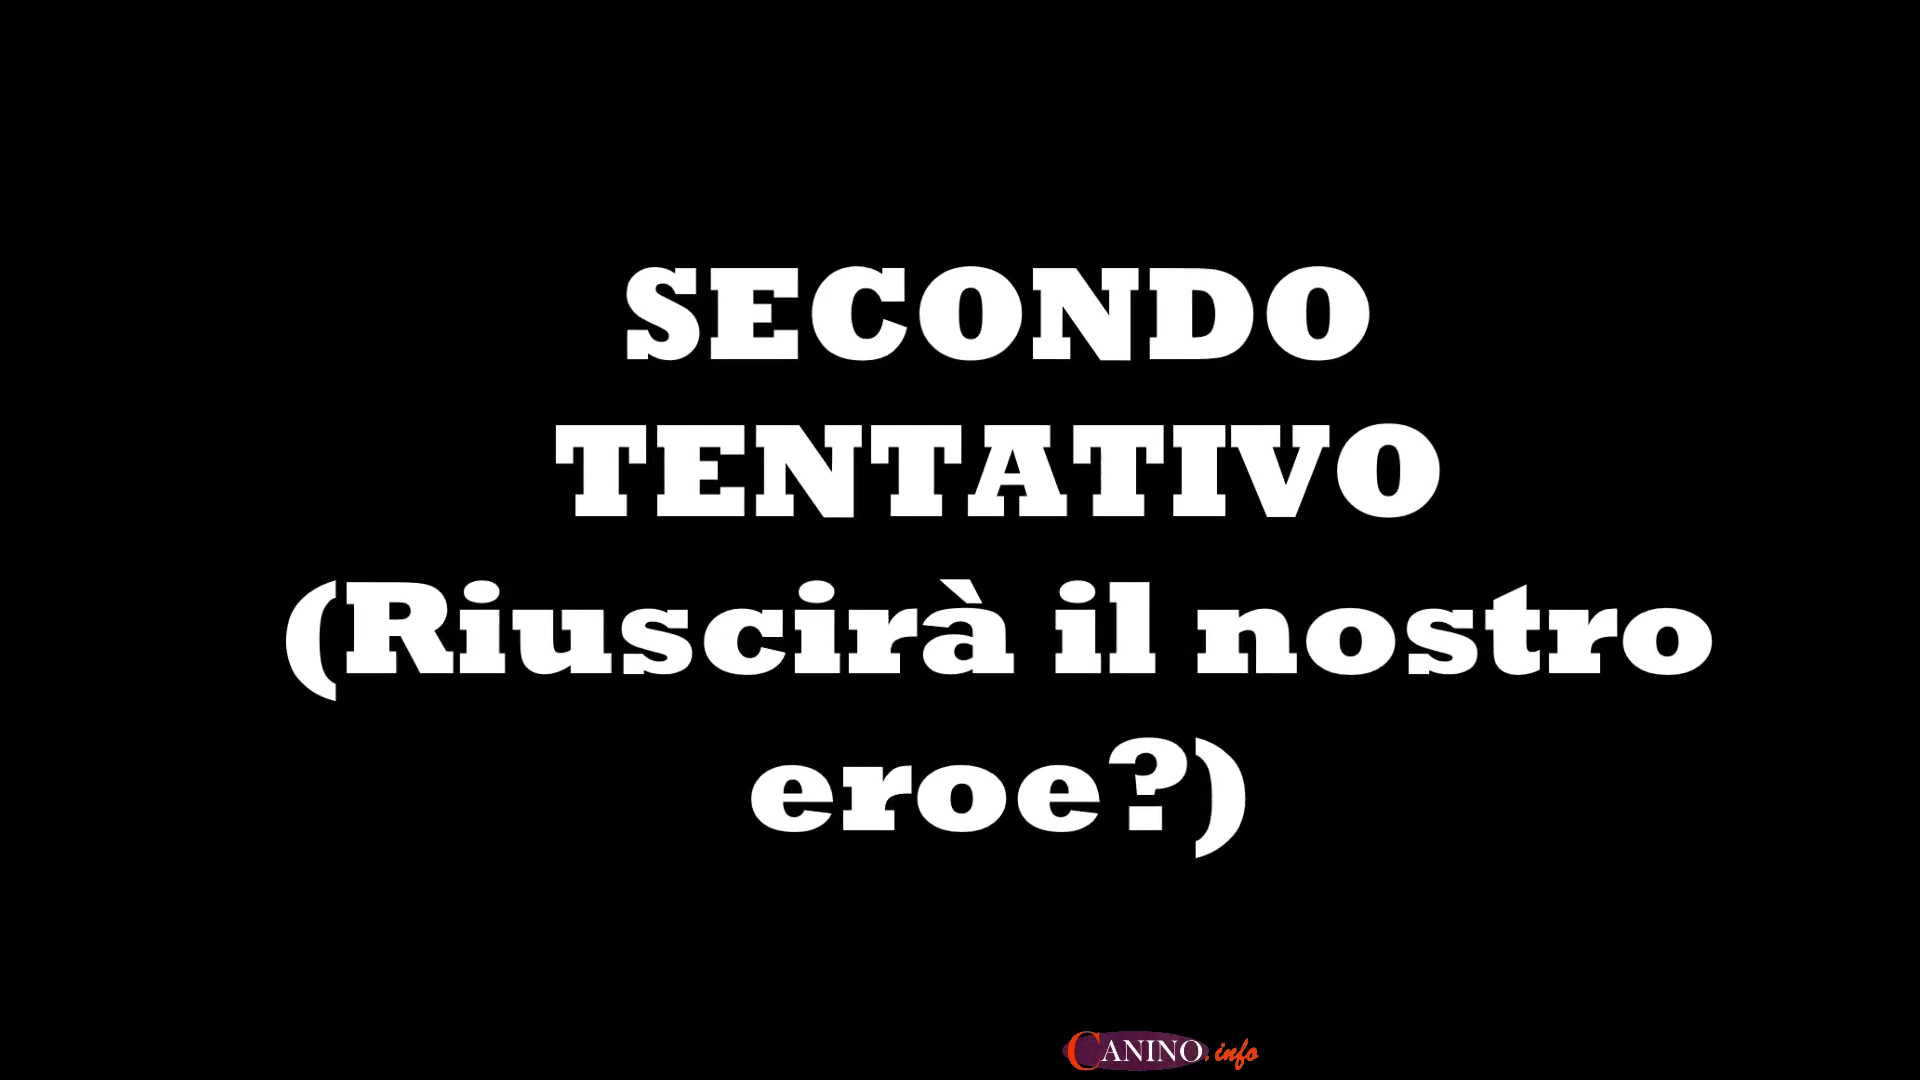 SECONDO
TENTATIVO
(Riuscirà il nostro
eroe?)
CANINO.info